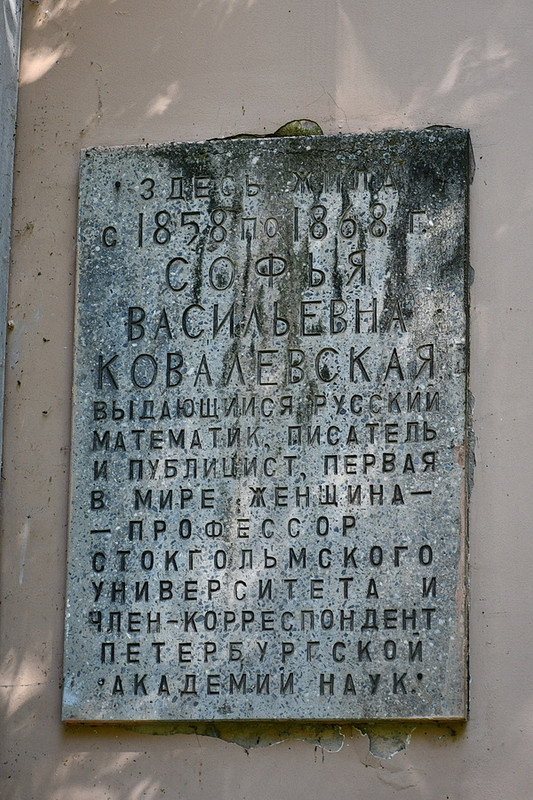 ЗДЕСЬ ЖИЛА
С 1858 ПО 1868 Г.
СОФЬЯ
ВАСИЛЬЕВНА
КОВАЛЕВСКАЯ
ВЫДАЮЩИЙСЯ РУССКИЙ
МАТЕМАТИК, ПИСАТЕЛЬ
И ПУБЛИЦИСТ, ПЕРВАЯ
В МИРЕ ЖЕНЩИНА—
—ПРОФЕССОР
СТОКГОЛЬМСКОГО
УНИВЕРСИТЕТА И
ЧЛЕН-КОРРЕСПОНДЕНТ
ПЕТЕРБУРГСКОЙ
АКАДЕМИИ НАУК.